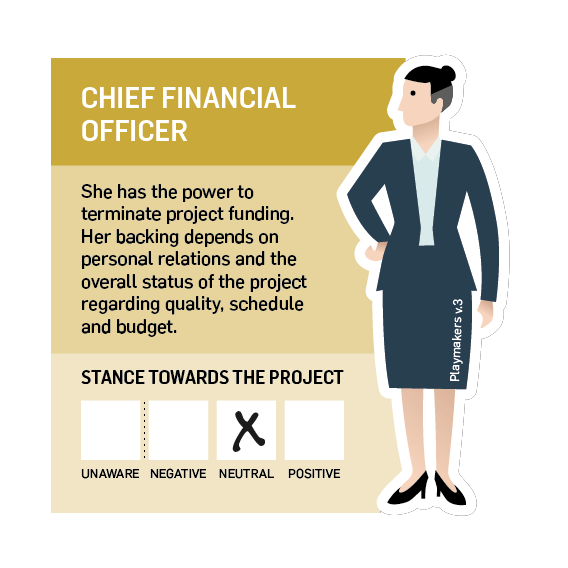 CHIEF FINANCIAL
OFFICER
She has the power to
terminate project funding.
Her backing depends on
personal relations and the
overall status of the project
regarding quality, schedule
and budget.
STANCE TOWARDS THE PROJECT
X
UNAWARE NEGATIVE NEUTRAL POSITIVE
Playmakers v.3